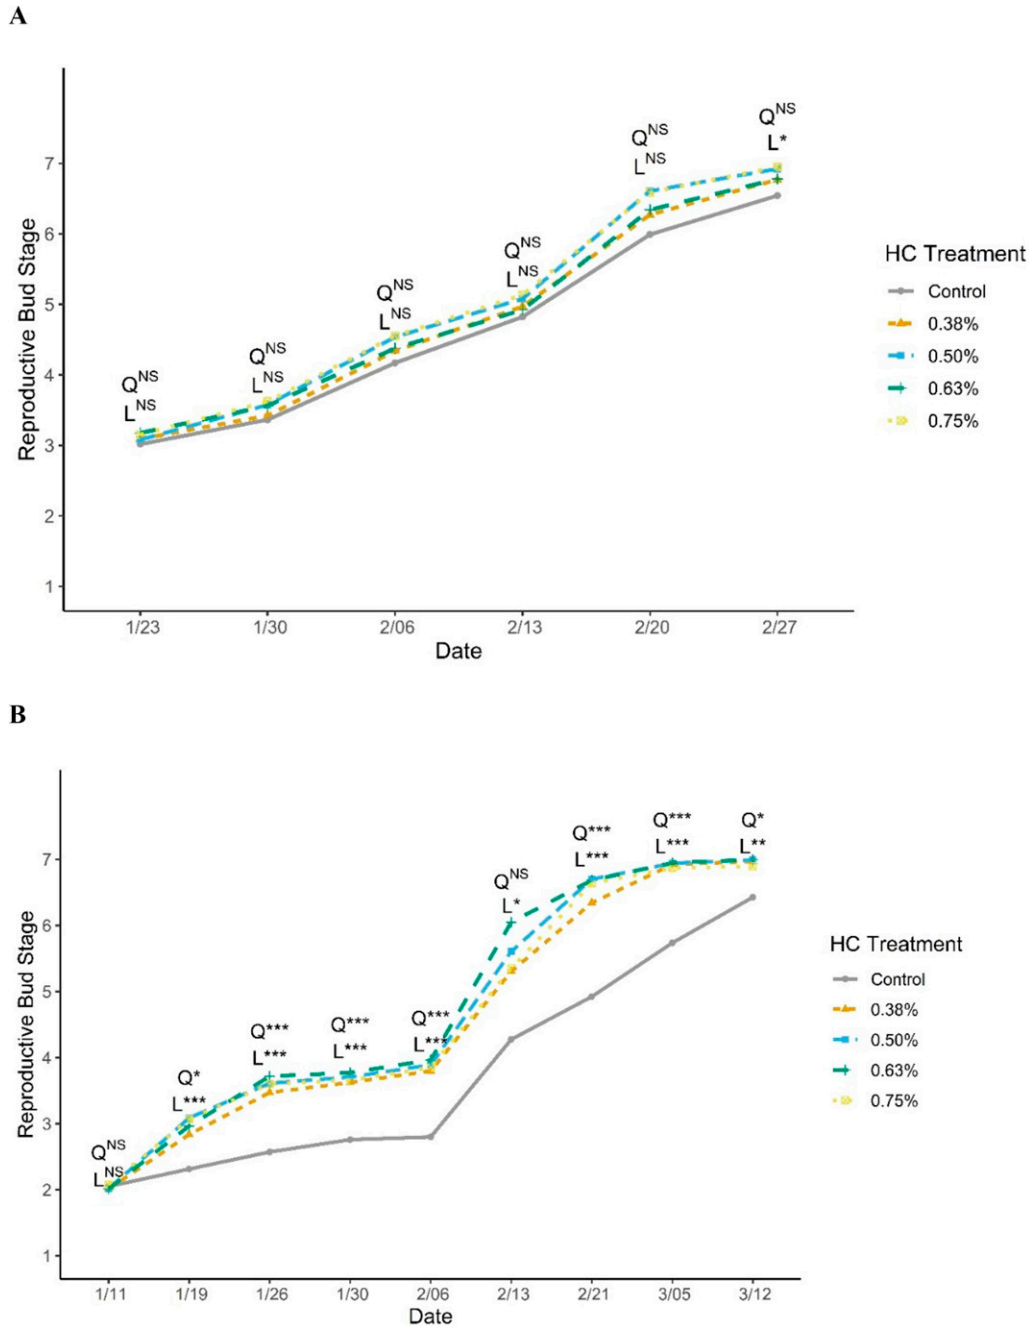 A
Q^NS
L*
Q^NS
L^NS
Q^NS
L^NS
Q^NS
L^NS
Q^NS
L^NS
Q^NS
L^NS
7
6
5
4
3
2
1
Reproductive Bud Stage
1/23 1/30 2/06 2/13 2/20 2/27
Date
HC Treatment
Control
0.38%
0.50%
0.63%
0.75%
B
Q^NS
L^NS
Q*
L***
Q***
L***
Q***
L***
Q***
L***
Q^NS
L*
Q***
L***
Q***
L***
Q*
L**
7
6
5
4
3
2
1
Reproductive Bud Stage
1/11 1/19 1/26 1/30 2/06 2/13 2/21 3/05 3/12
Date
HC Treatment
Control
0.38%
0.50%
0.63%
0.75%